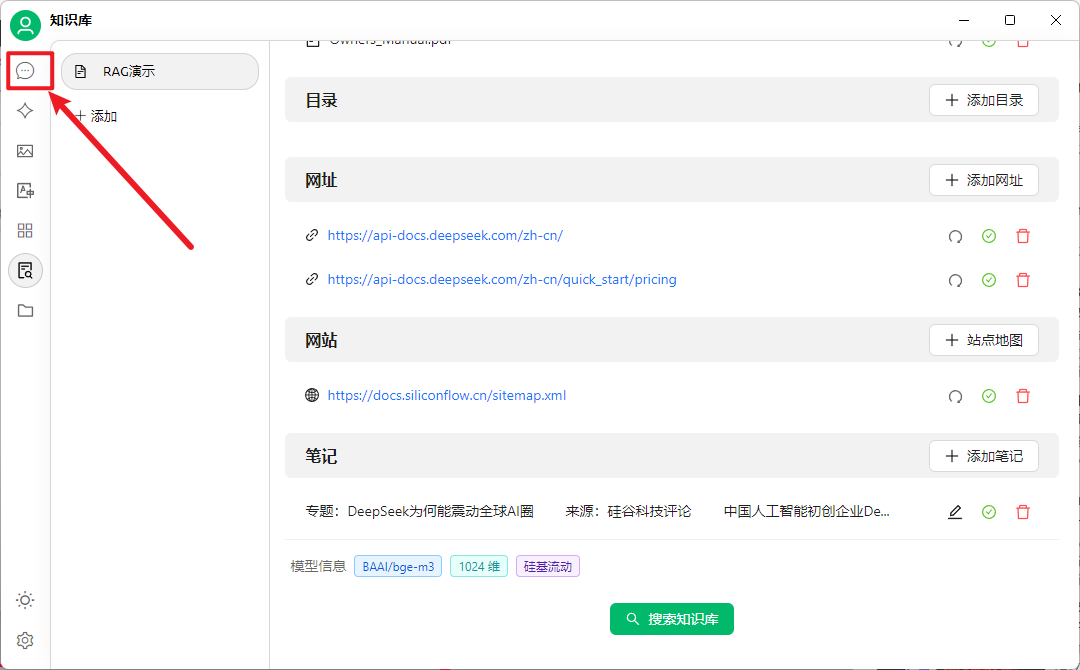 知识库
Owners_Manual.pdf
RAG演示
添加
目录
添加目录
网址
添加网址
https://api-docs.deepseek.com/zh-cn/
https://api-docs.deepseek.com/zh-cn/quick_start/pricing
网站
站点地图
https://docs.siliconflow.cn/sitemap.xml
笔记
添加笔记
专题：DeepSeek为何能震动全球AI圈 来源：硅谷科技评论 中国人工智能初创企业De...
模型信息 BAAI/bge-m3 1024 维 硅基流动
搜索知识库